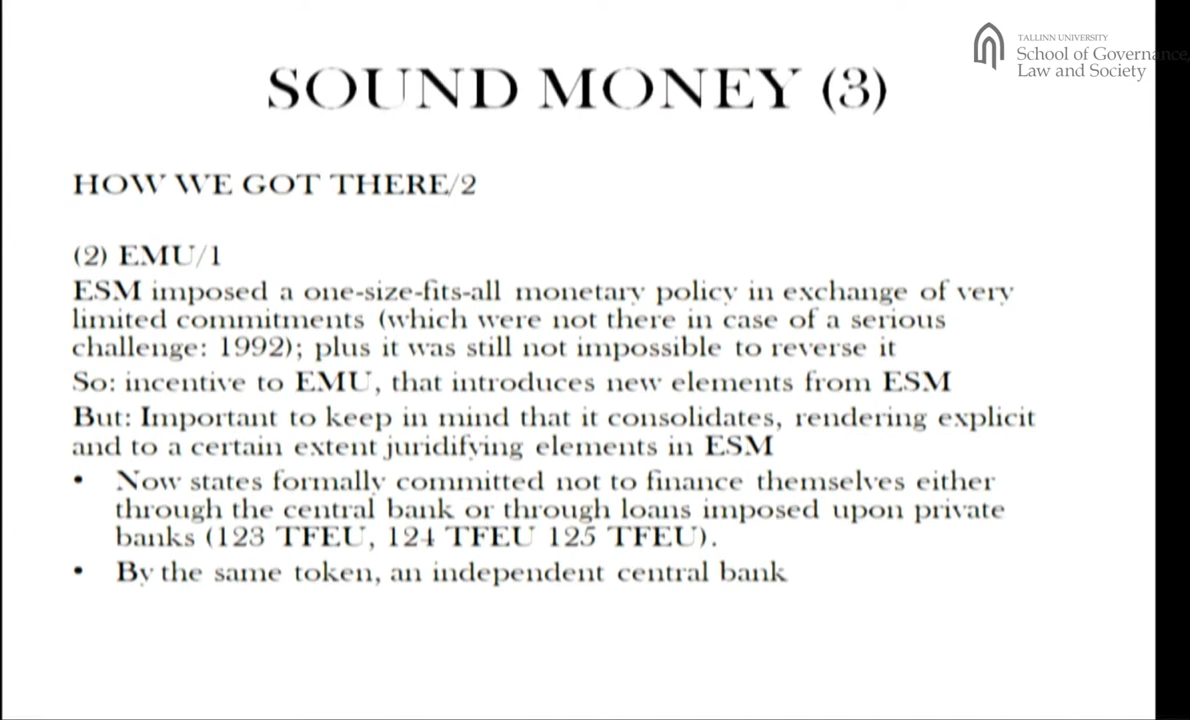 TALLINN UNIVERSITY
School of Governance,
Law and Society
SOUND MONEY (3)
HOW WE GOT THERE/2
(2) EMU/1
ESM imposed a one-size-fits-all monetary policy in exchange of very
limited commitments (which were not there in case of a serious
challenge: 1992); plus it was still not impossible to reverse it
So: incentive to EMU, that introduces new elements from ESM
But: Important to keep in mind that it consolidates, rendering explicit
and to a certain extent juridifying elements in ESM
• Now states formally committed not to finance themselves either
through the central bank or through loans imposed upon private
banks (123 TFEU, 124 TFEU 125 TFEU).
• By the same token, an independent central bank